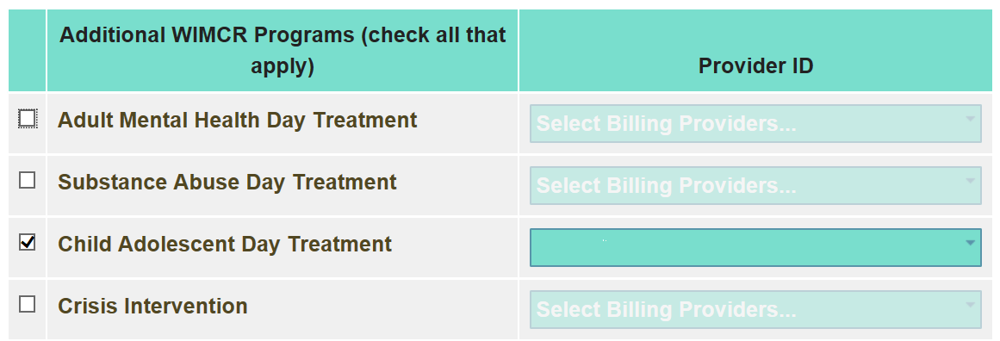 Additional WIMCR Programs (check all that
apply)
Provider ID
Adult Mental Health Day Treatment
Select Billing Providers...
Substance Abuse Day Treatment
Select Billing Providers...
Child Adolescent Day Treatment
Crisis Intervention
Select Billing Providers...